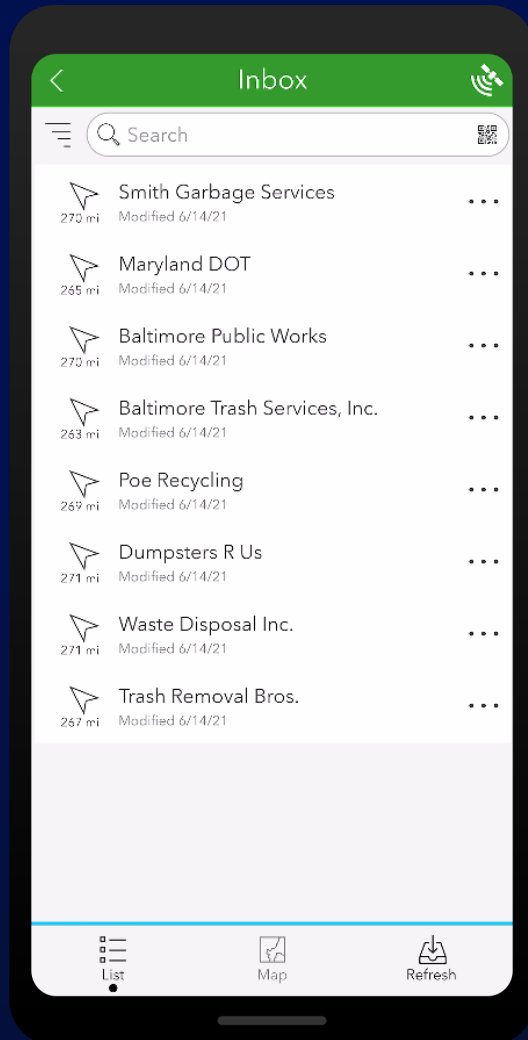 Inbox
Search
Smith Garbage Services
270 mi
Modified 6/14/21
Maryland DOT
265 mi
Modified 6/14/21
Baltimore Public Works
270 mi
Modified 6/14/21
Baltimore Trash Services, Inc.
263 mi
Modified 6/14/21
Poe Recycling
269 mi
Modified 6/14/21
Dumpsters R Us
271 mi
Modified 6/14/21
Waste Disposal Inc.
271 mi
Modified 6/14/21
Trash Removal Bros.
267 mi
Modified 6/14/21
List
Map
Refresh